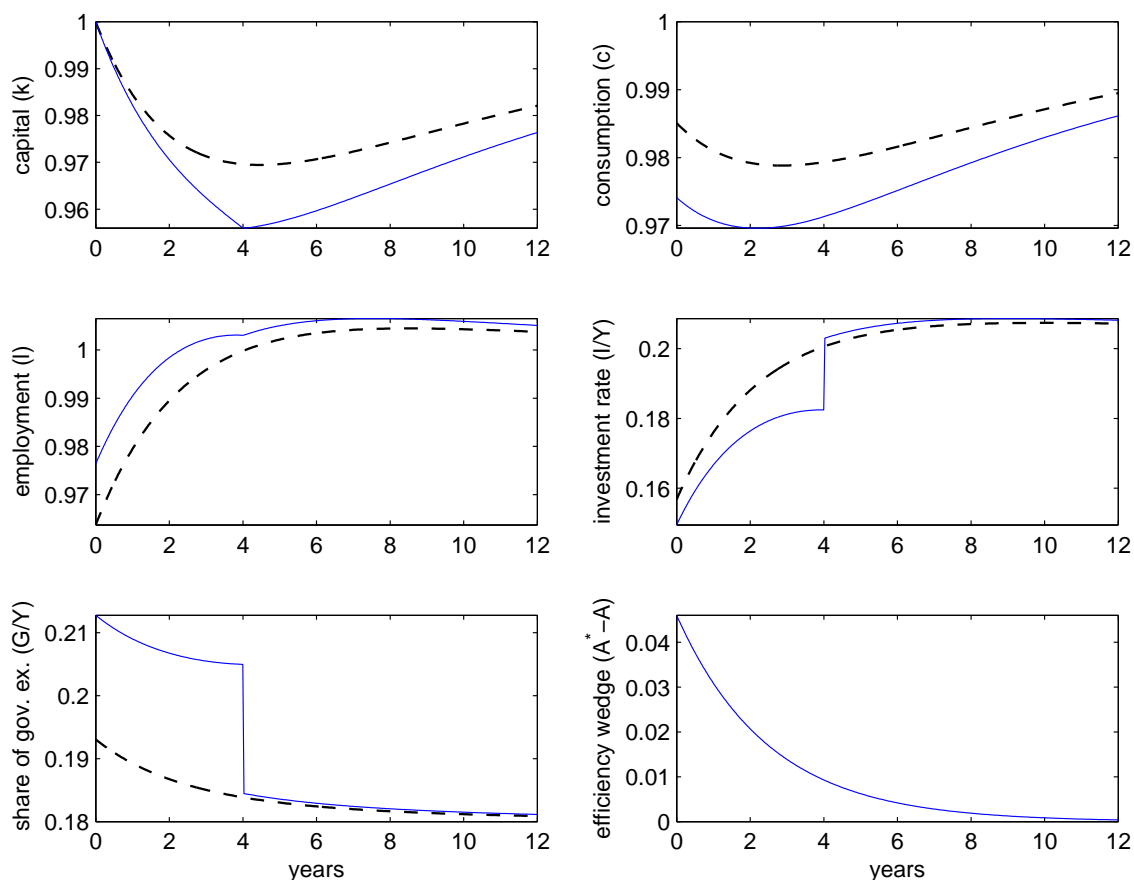 1
0.99
0.98
0.97
0.96
0 2 4 6 8 10 12
capital (k)
1
0.99
0.98
0.97
0 2 4 6 8 10 12
consumption (c)
1
0.99
0.98
0.97
0 2 4 6 8 10 12
employment (l)
0.2
0.18
0.16
0 2 4 6 8 10 12
investment rate (I/Y)
0.21
0.2
0.19
0.18
0 2 4 6 8 10 12
share of gov. ex. (G/Y)
years
0.04
0.03
0.02
0.01
0
0 2 4 6 8 10 12
efficiency wedge (A*−A)
years